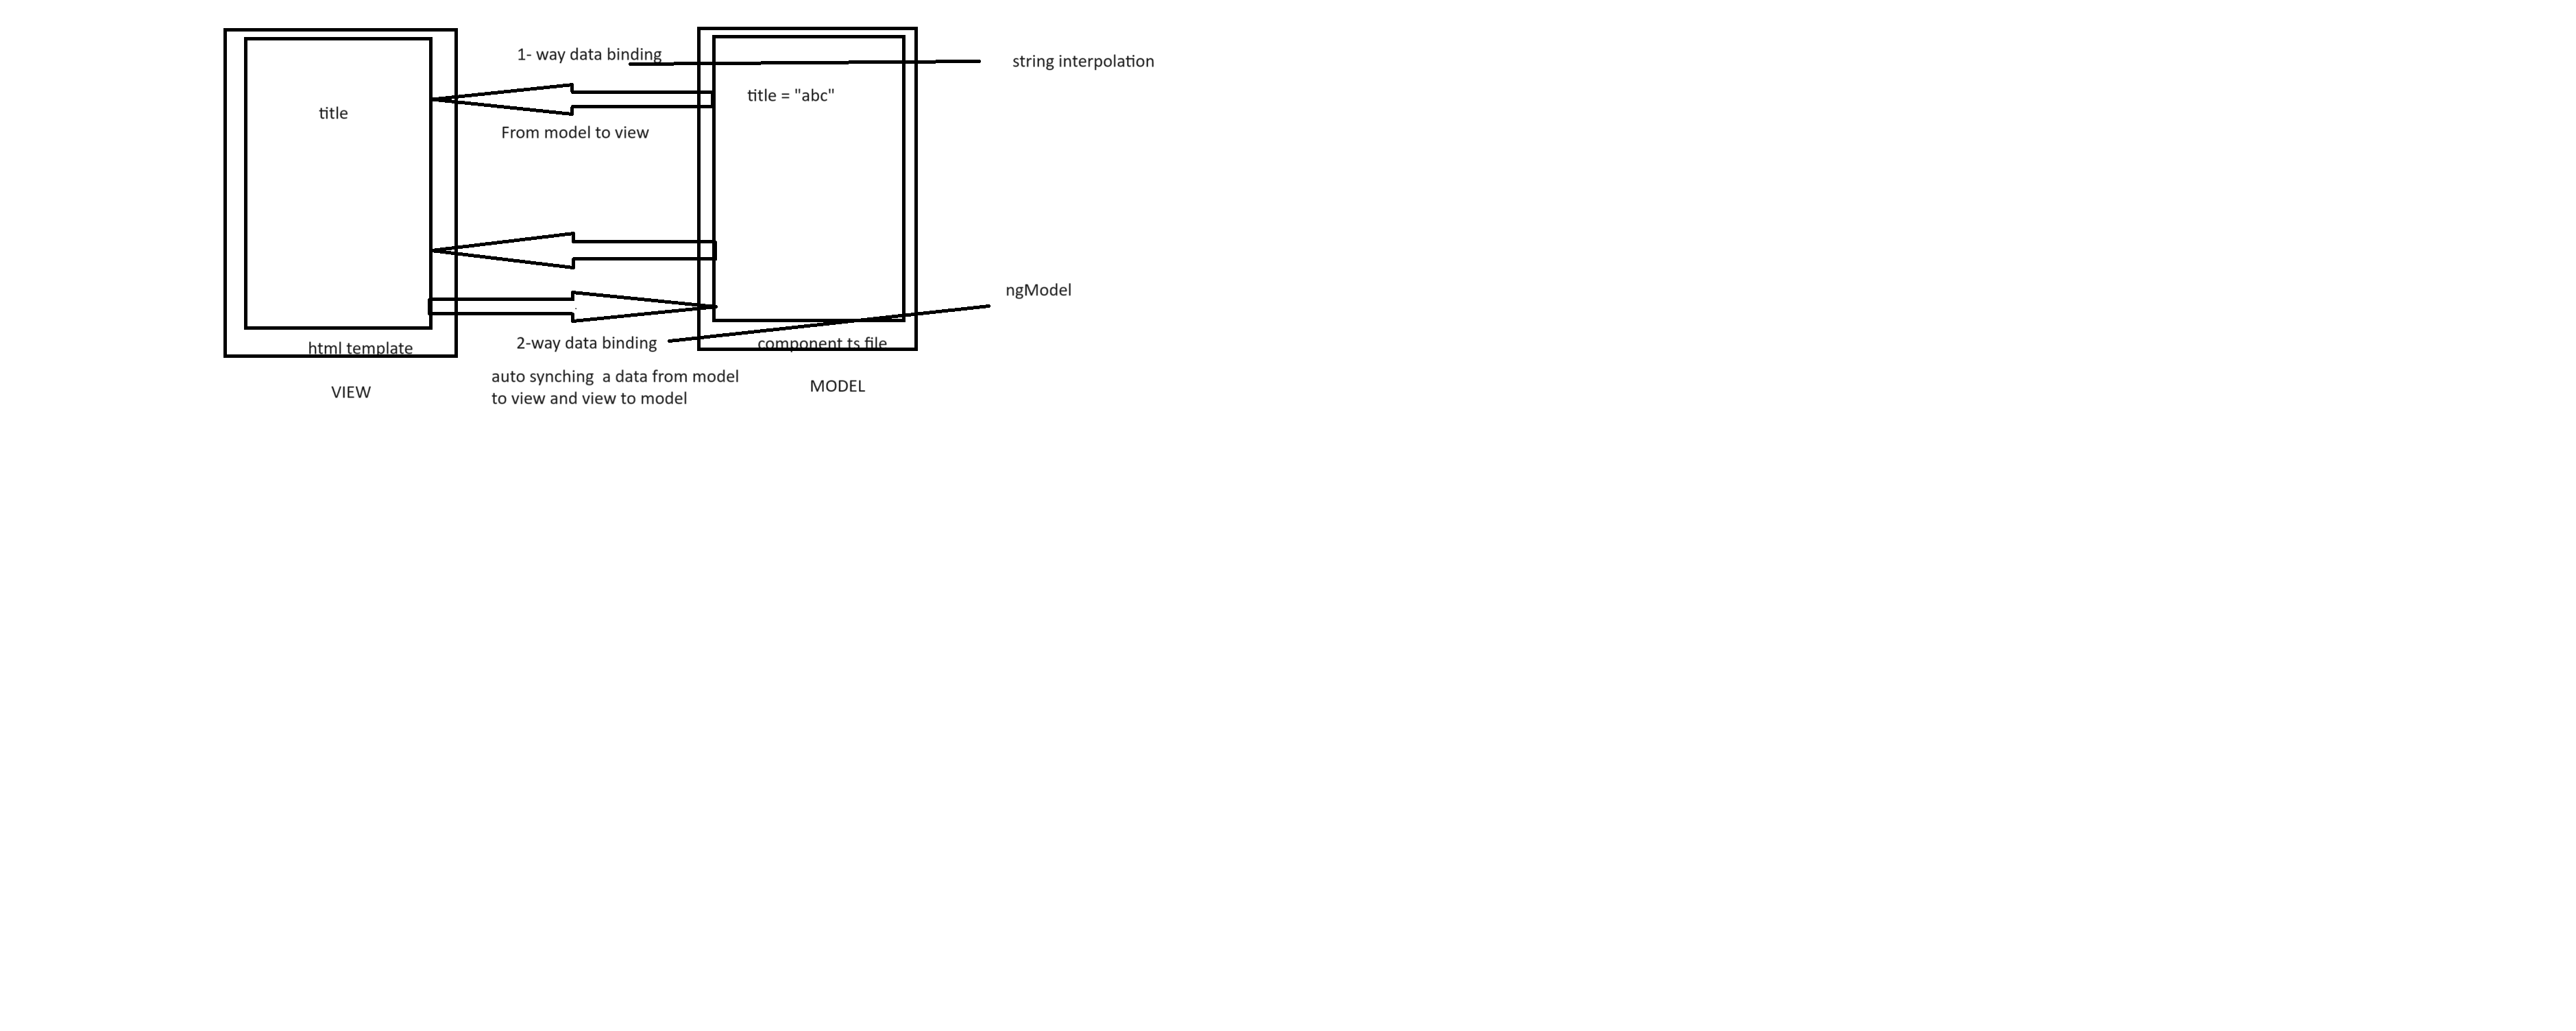 1- way data binding
string interpolation
title = "abc"
title
From model to view
ngModel
2-way data binding
component ts file
html template
auto synching  a data from model
to view and view to model
MODEL
VIEW